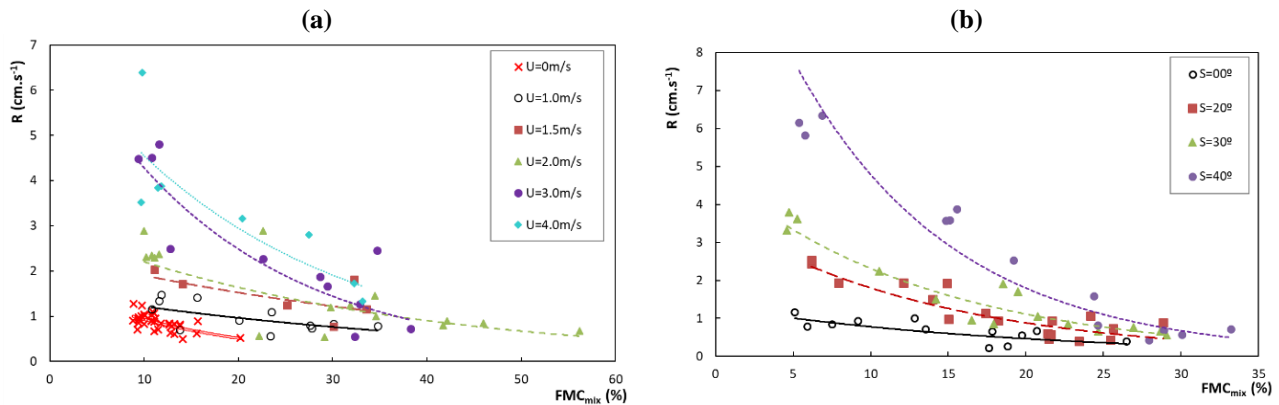 (a)
7
6
5
4
3
2
1
0
R (cm.s⁻¹)
0 10 20 30 40 50 60
FMCmix (%)
U=0m/s
U=1.0m/s
U=1.5m/s
U=2.0m/s
U=3.0m/s
U=4.0m/s
(b)
8
7
6
5
4
3
2
1
0
R (cm.s⁻¹)
0 5 10 15 20 25 30 35
FMCmix (%)
S=00º
S=20º
S=30º
S=40º